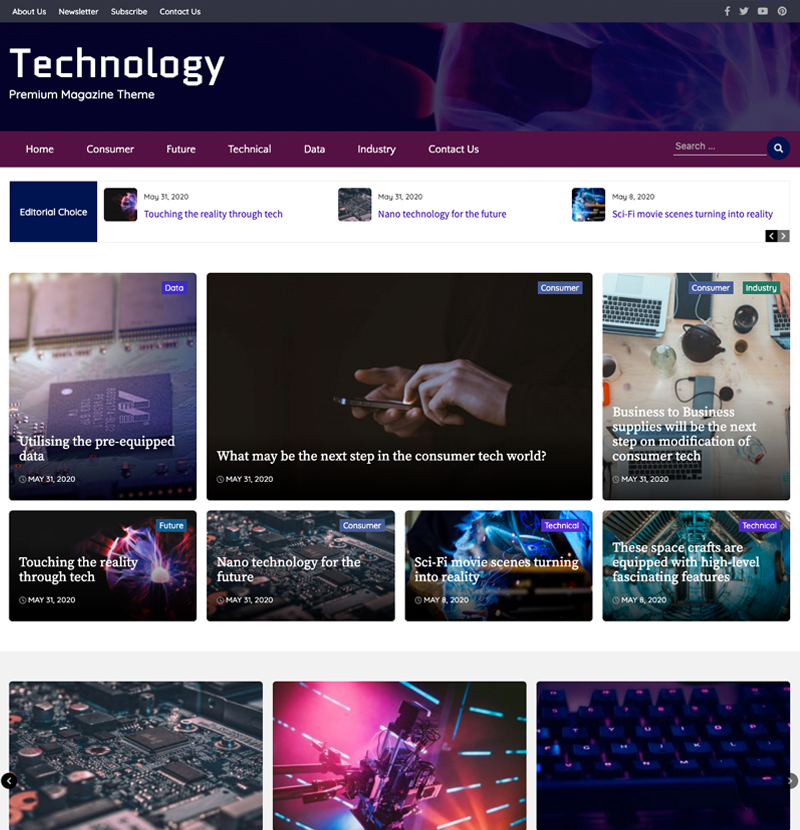 About Us Newsletter Subscribe Contact Us
Technology
Premium Magazine Theme
Home Consumer Future Technical Data Industry Contact Us Search ...
Editorial Choice
May 31, 2020
Touching the reality through tech
May 31, 2020
Nano technology for the future
May 8, 2020
Sci-Fi movie scenes turning into reality
Data
Utilising the pre-equipped
data
MAY 31, 2020
Consumer
What may be the next step in the consumer tech world?
MAY 31, 2020
Consumer Industry
Business to Business
supplies will be the next
step on modification of
consumer tech
MAY 31, 2020
Future
Touching the reality
through tech
MAY 31, 2020
Consumer
Nano technology for the
future
MAY 31, 2020
Technical
Sci-Fi movie scenes turning
into reality
MAY 8, 2020
Technical
These space crafts are
equipped with high-level
fascinating features
MAY 8, 2020